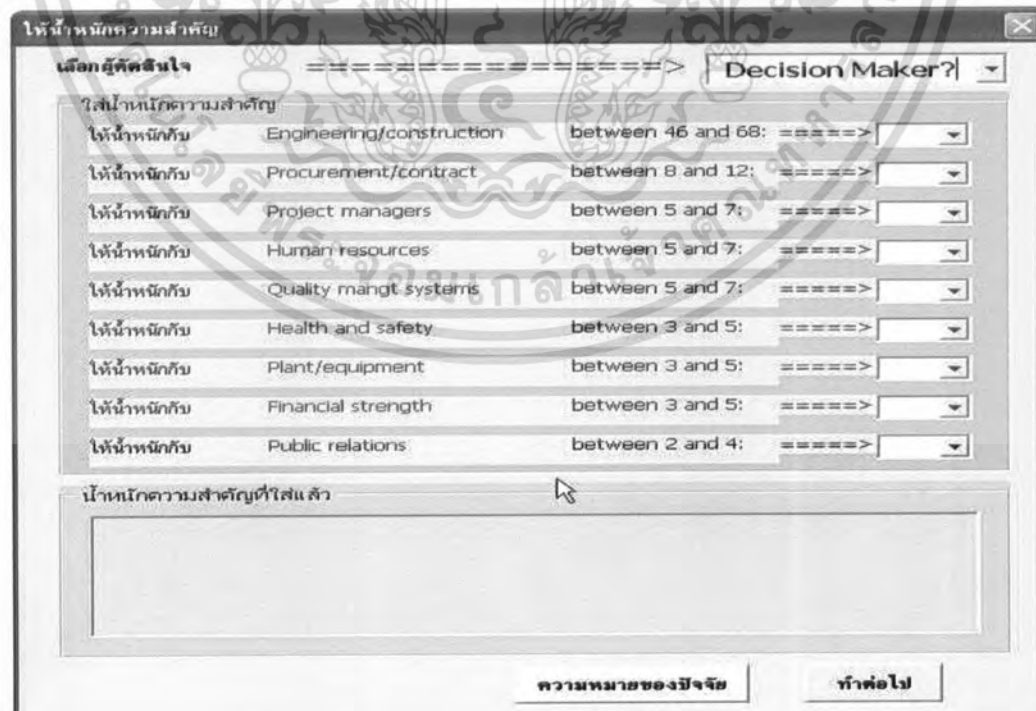 ให้น้ำหนักความสำคัญ
เลือกผู้ตัดสินใจ =================> Decision Maker?
ใส่น้ำหนักความสำคัญ
ให้น้ำหนักกับ Engineering/construction between 46 and 68: =====>
ให้น้ำหนักกับ Procurement/contract between 8 and 12: =====>
ให้น้ำหนักกับ Project managers between 5 and 7: =====>
ให้น้ำหนักกับ Human resources between 5 and 7: =====>
ให้น้ำหนักกับ Quality mangt systems between 5 and 7: =====>
ให้น้ำหนักกับ Health and safety between 3 and 5: =====>
ให้น้ำหนักกับ Plant/equipment between 3 and 5: =====>
ให้น้ำหนักกับ Financial strength between 3 and 5: =====>
ให้น้ำหนักกับ Public relations between 2 and 4: =====>
น้ำหนักความสำคัญที่ใส่แล้ว
ความหมายของปัจจัย ทำต่อไป